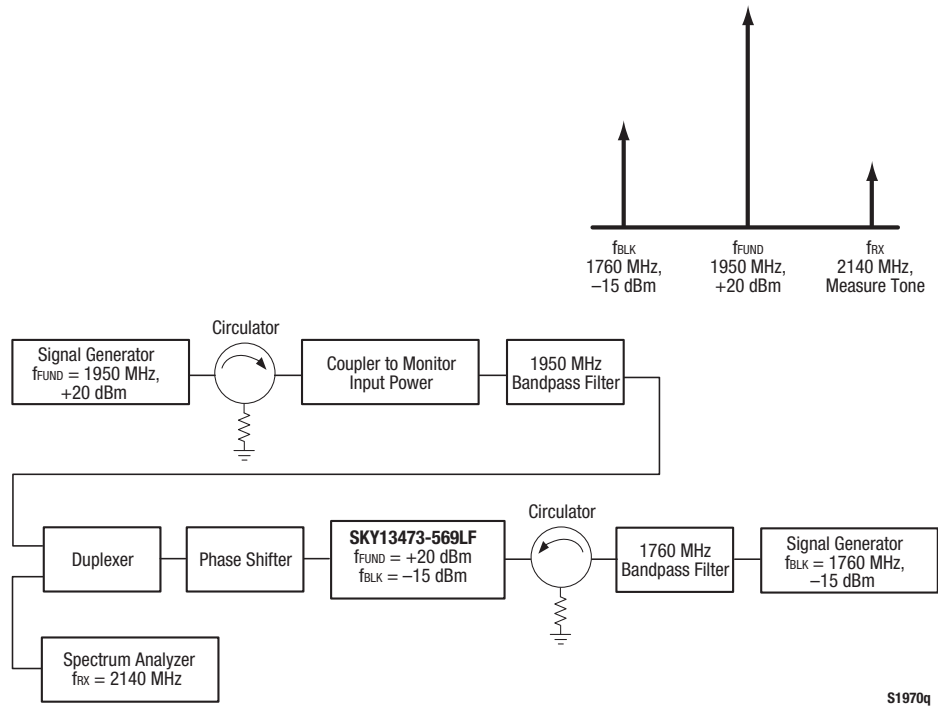 fBLK
1760 MHz,
–15 dBm
fFUND
1950 MHz,
+20 dBm
fRX
2140 MHz,
Measure Tone
Signal Generator
fFUND = 1950 MHz,
+20 dBm
Circulator
Coupler to Monitor
Input Power
1950 MHz
Bandpass Filter
Duplexer
Phase Shifter
SKY13473-569LF
fFUND = +20 dBm
fBLK = –15 dBm
Circulator
1760 MHz
Bandpass Filter
Signal Generator
fBLK = 1760 MHz,
–15 dBm
Spectrum Analyzer
fRX = 2140 MHz
S1970q